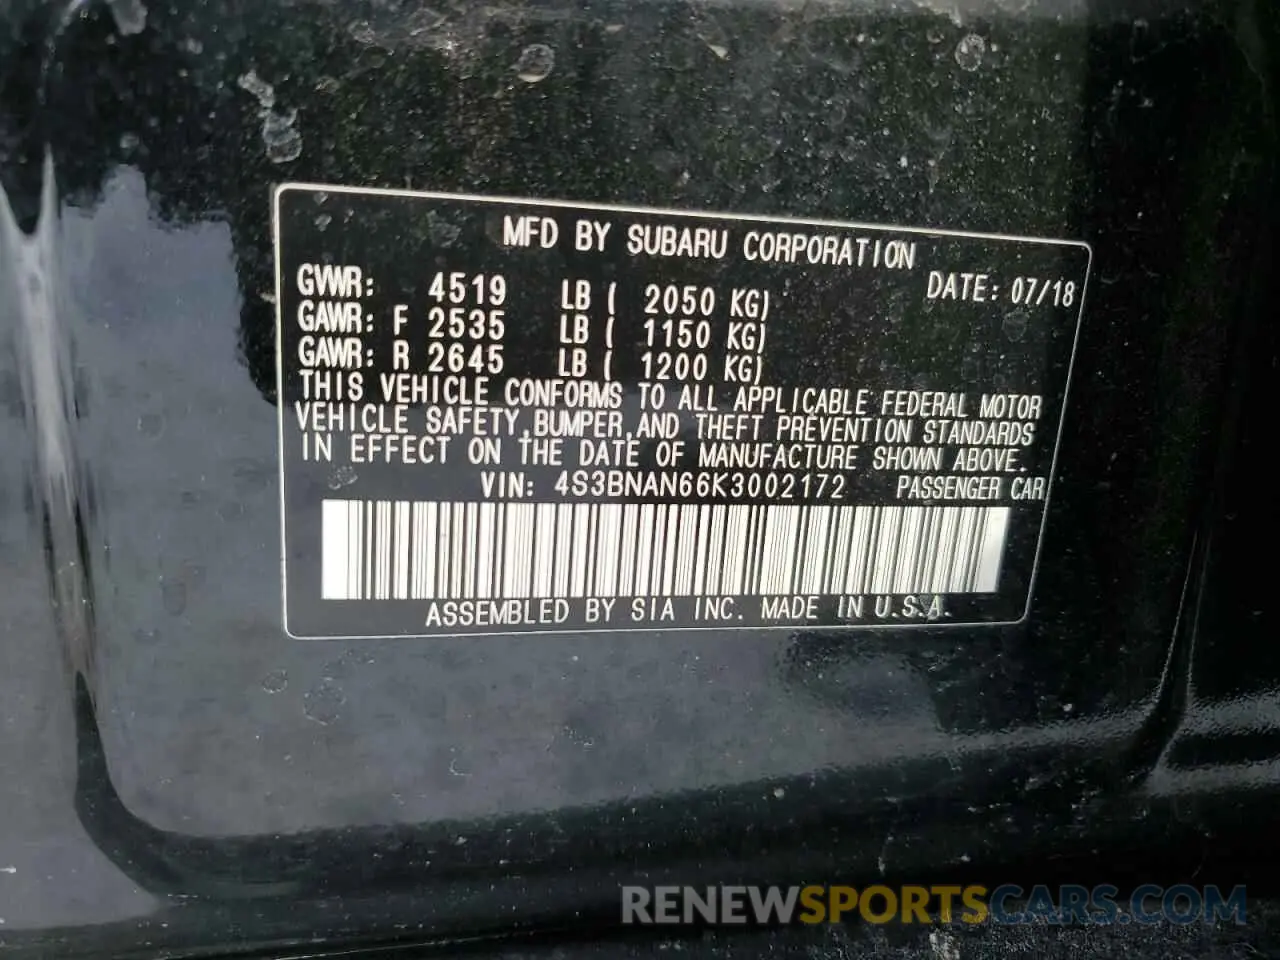 MFD BY SUBARU CORPORATION
DATE: 07/18
GVWR: 4519 LB ( 2050 KG)
GAWR: F 2535 LB ( 1150 KG)
GAWR: R 2645 LB ( 1200 KG)
THIS VEHICLE CONFORMS TO ALL APPLICABLE FEDERAL MOTOR
VEHICLE SAFETY, BUMPER, AND THEFT PREVENTION STANDARDS
IN EFFECT ON THE DATE OF MANUFACTURE SHOWN ABOVE.
VIN: 4S3BNAN66K3002172 PASSENGER CAR
ASSEMBLED BY SIA INC. MADE IN U.S.A.
RENEWSPORTSCARS.COM